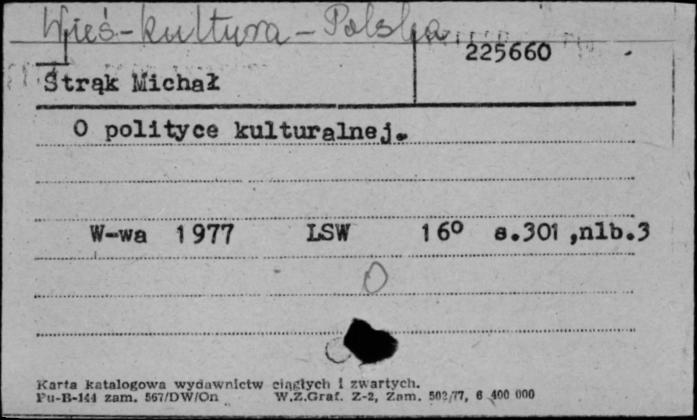 Wieś-kultura-Polska
225660
Strąk Michał
O polityce kulturalnej.
W-wa 1977 LSW 16° s.301,nlb.3
O
Karta katalogowa wydawnictw ciągłych i zwartych.
Pu-B-144 zam. 567/DW/On W.Z.Graf. Z-2, Zam. 502/77, 6 400 000